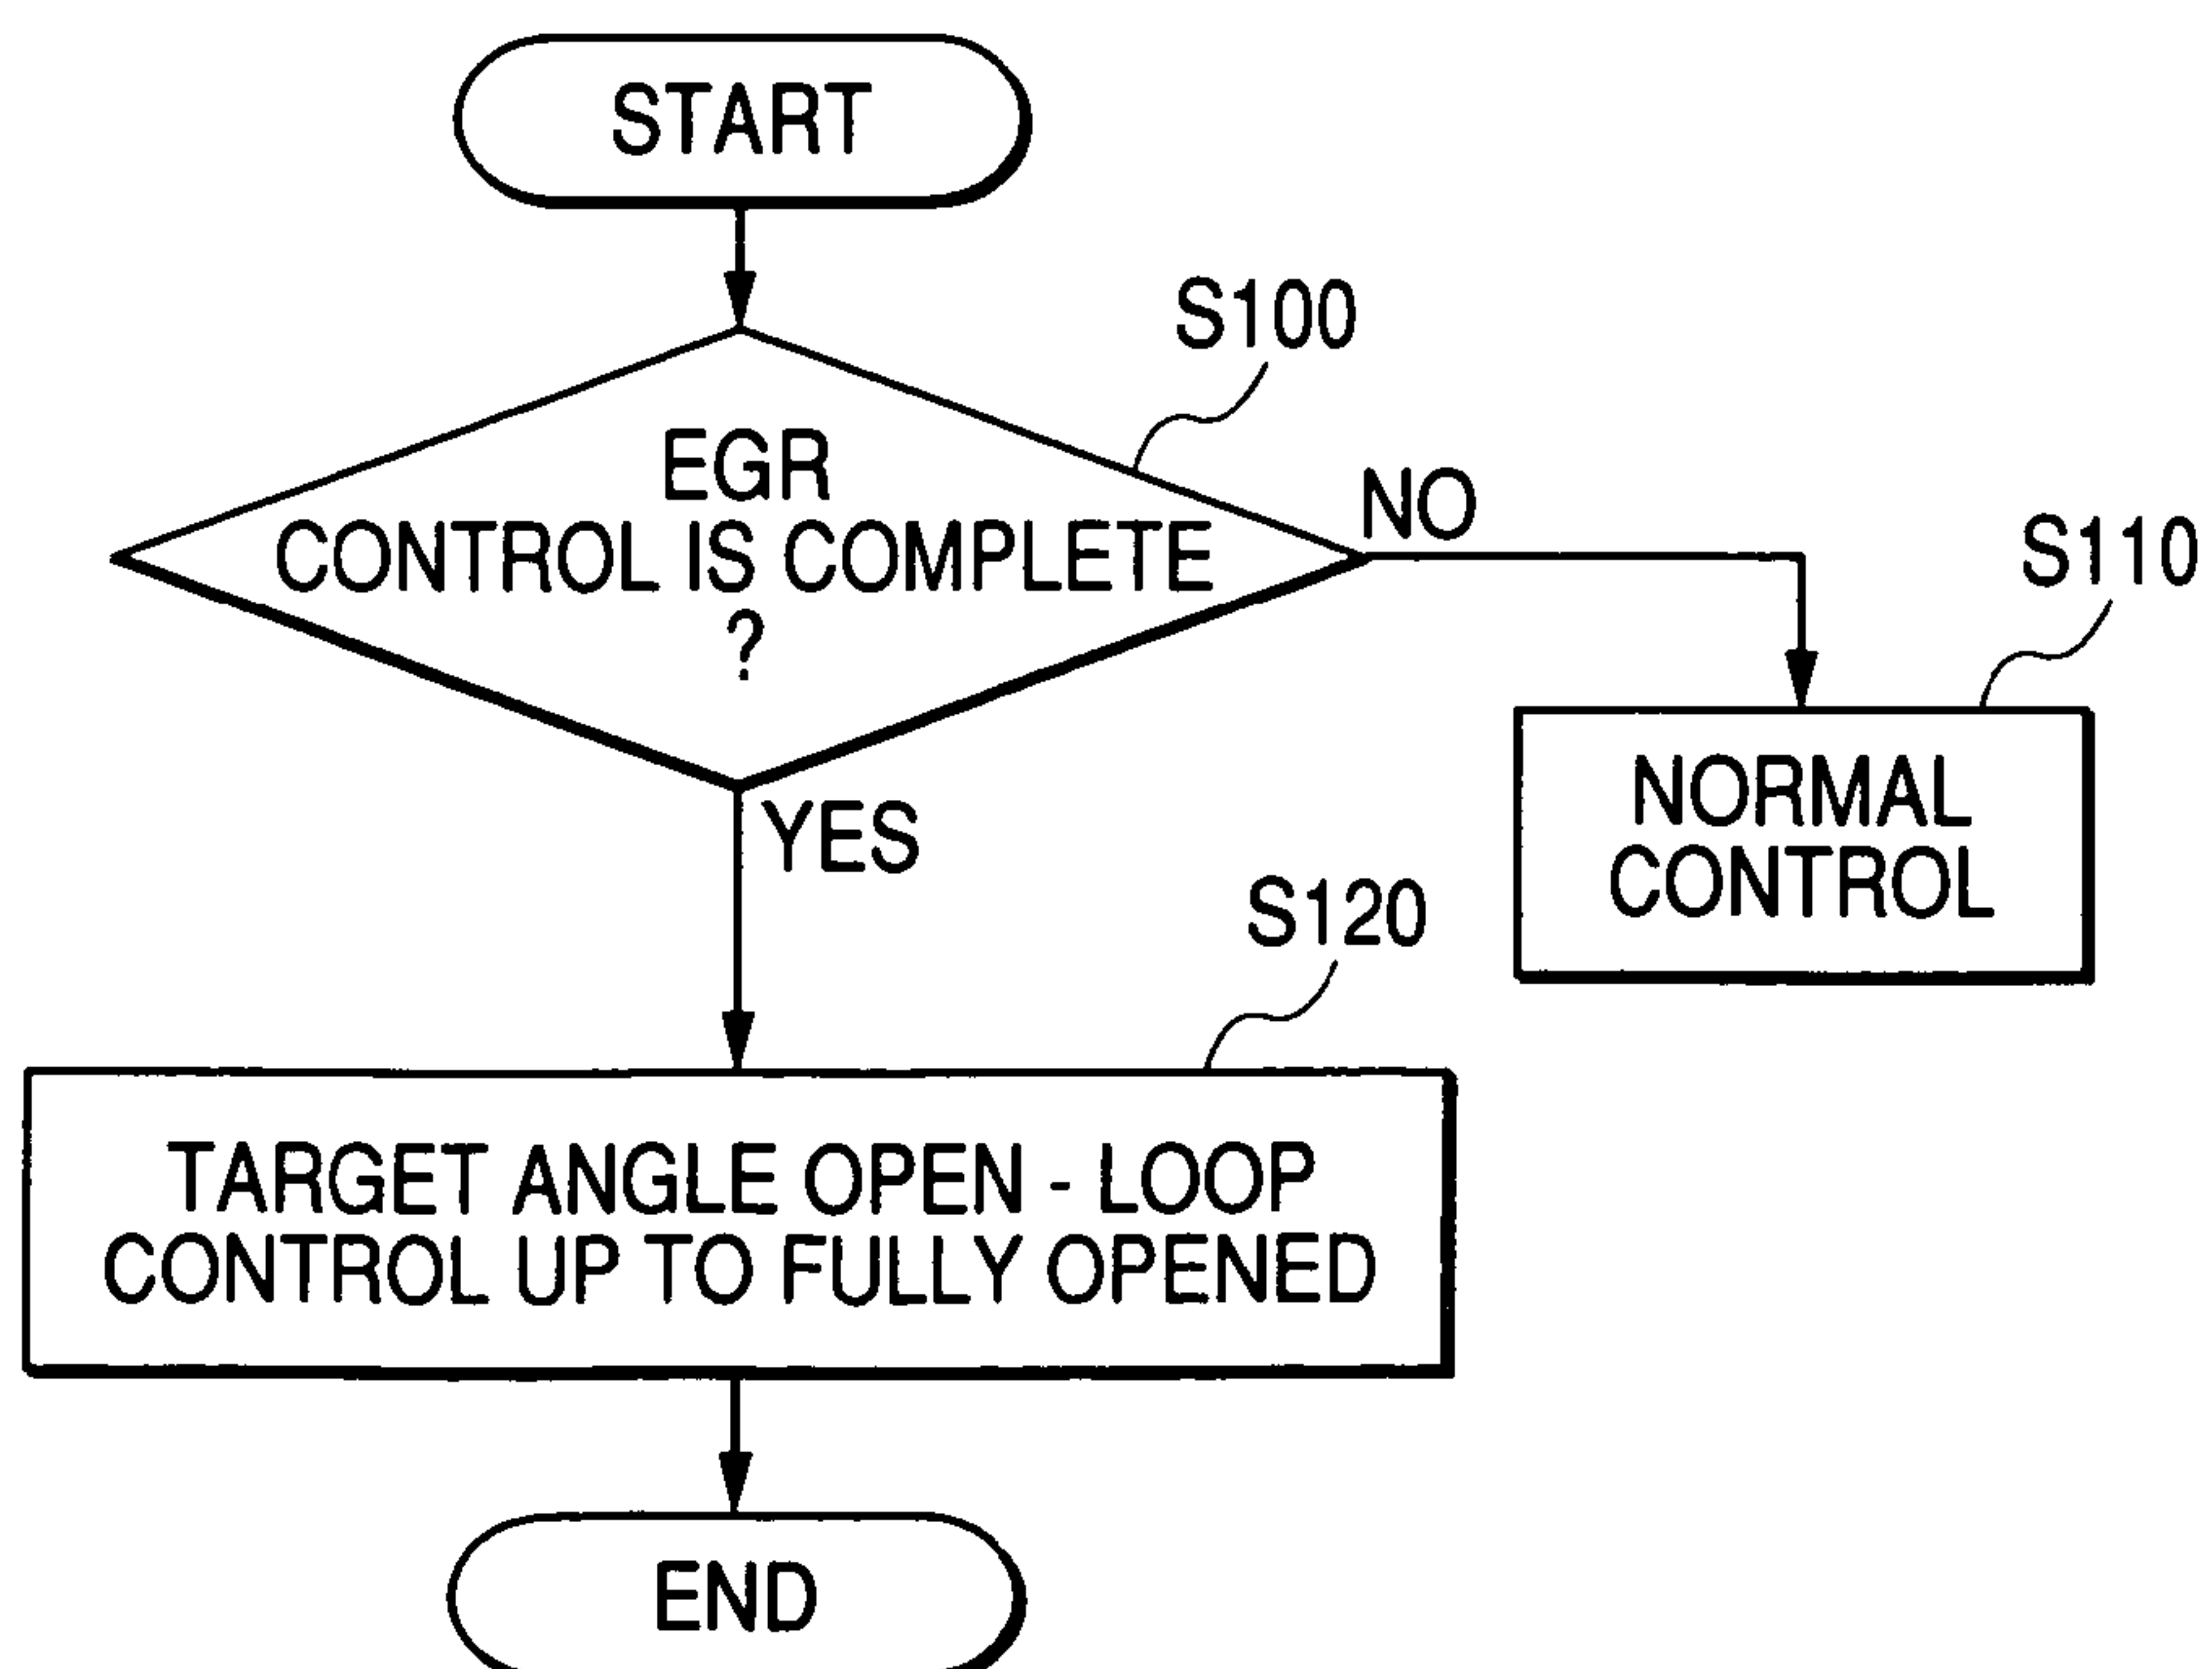 START
S100
EGR
CONTROL IS COMPLETE
?
NO
S110
NORMAL
CONTROL
YES
S120
TARGET ANGLE OPEN - LOOP
CONTROL UP TO FULLY OPENED
END